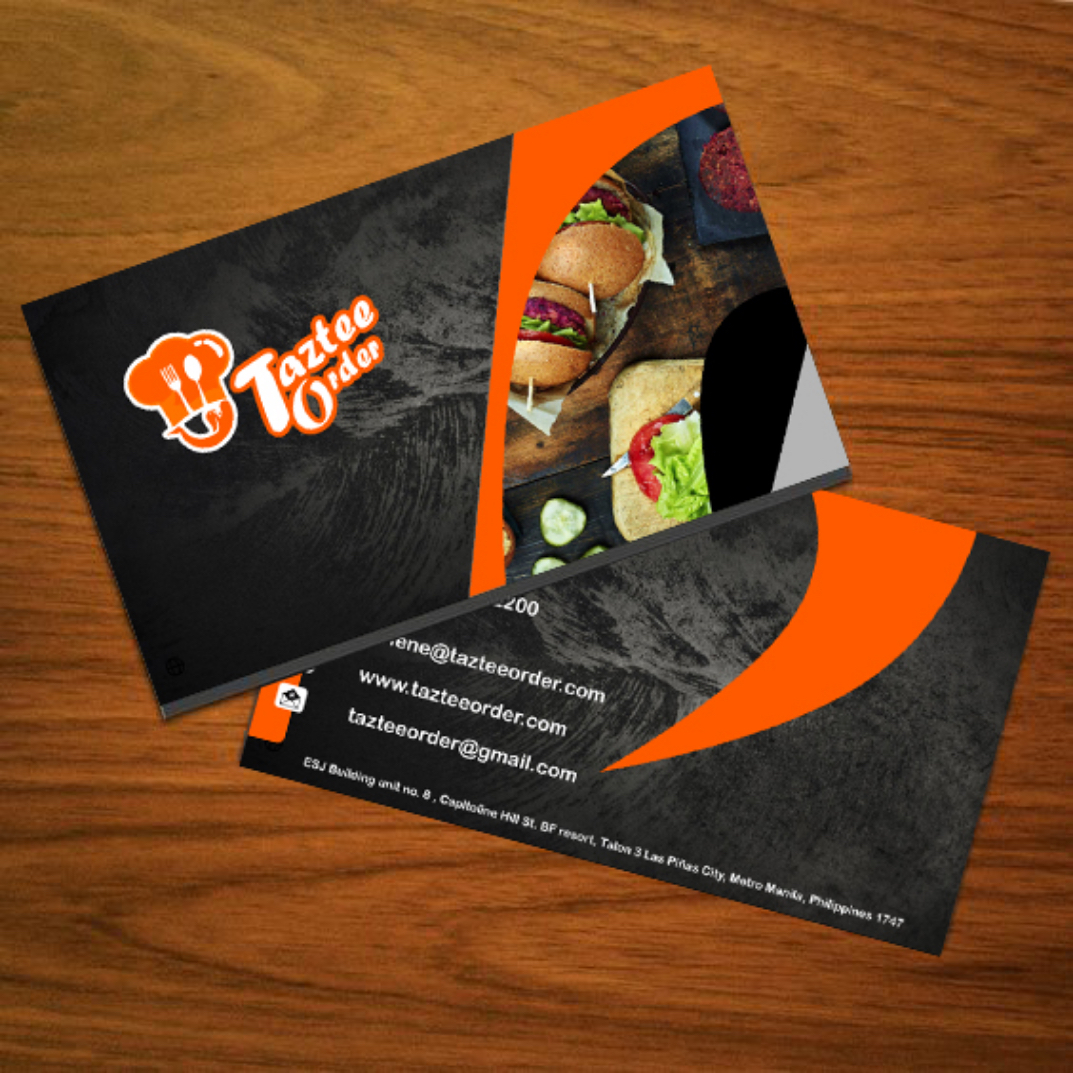 Taztee
Order
200
ene@tazteeorder.com
www.tazteeorder.com
tazteeorder@gmail.com
ESJ Building unit no. 8 , Capitoline Hill St. BF resort, Talon 3 Las Piñas City, Metro Manila, Philippines 1747